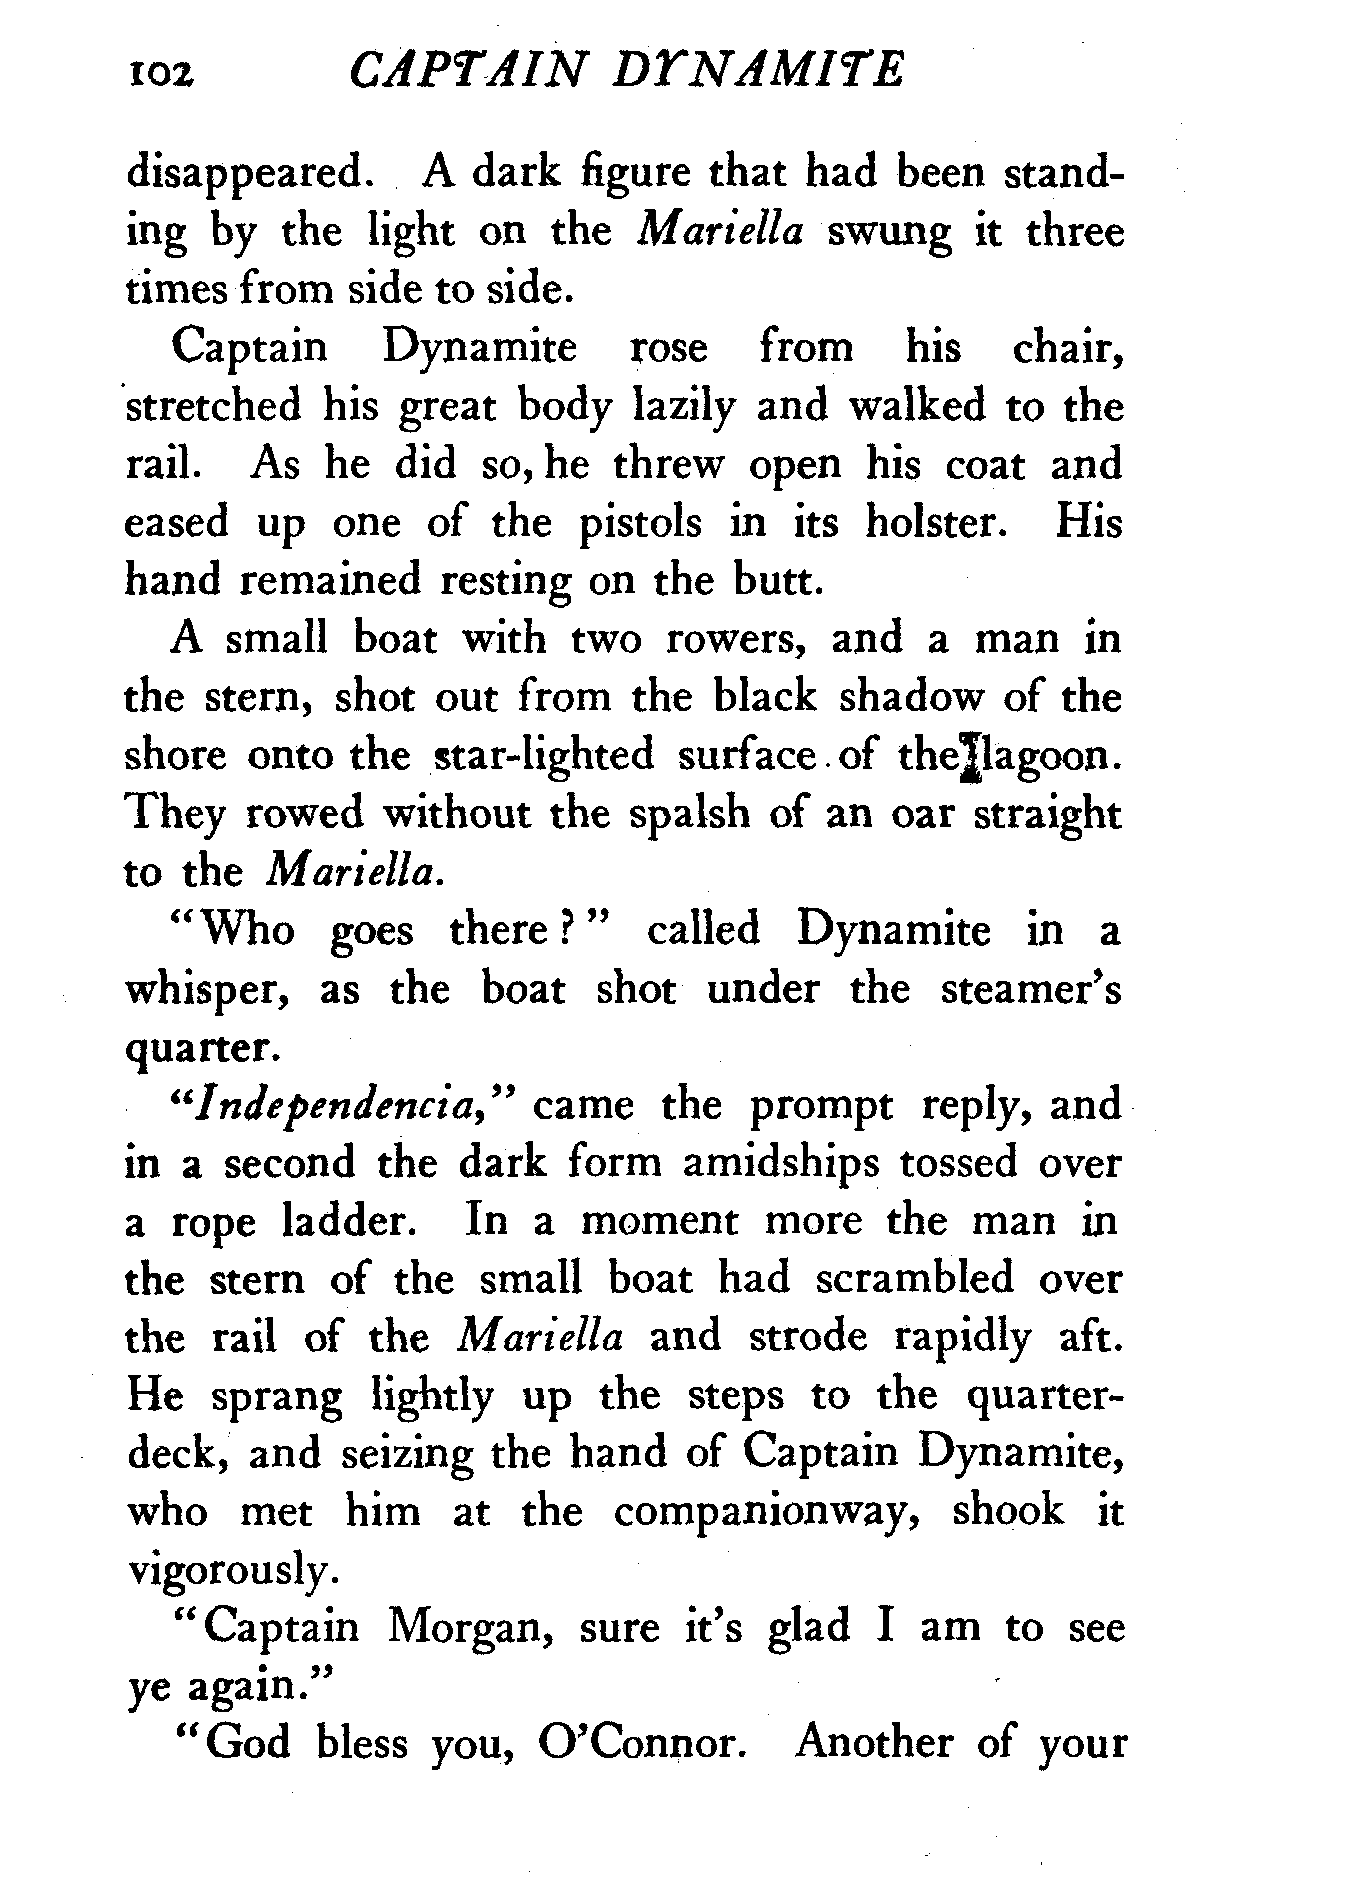 102 CAPTAIN DYNAMITE
disappeared. A dark figure that had been stand-
ing by the light on the Mariella swung it three
times from side to side.
Captain Dynamite rose from his chair,
stretched his great body lazily and walked to the
rail. As he did so, he threw open his coat and
eased up one of the pistols in its holster. His
hand remained resting on the butt.
A small boat with two rowers, and a man in
the stern, shot out from the black shadow of the
shore onto the star-lighted surface of the lagoon.
They rowed without the spalsh of an oar straight
to the Mariella.
"Who goes there?" called Dynamite in a
whisper, as the boat shot under the steamer's
quarter.
"Independencia," came the prompt reply, and
in a second the dark form amidships tossed over
a rope ladder. In a moment more the man in
the stern of the small boat had scrambled over
the rail of the Mariella and strode rapidly aft.
He sprang lightly up the steps to the quarter-
deck, and seizing the hand of Captain Dynamite,
who met him at the companionway, shook it
vigorously.
"Captain Morgan, sure it's glad I am to see
ye again."
"God bless you, O'Connor. Another of your